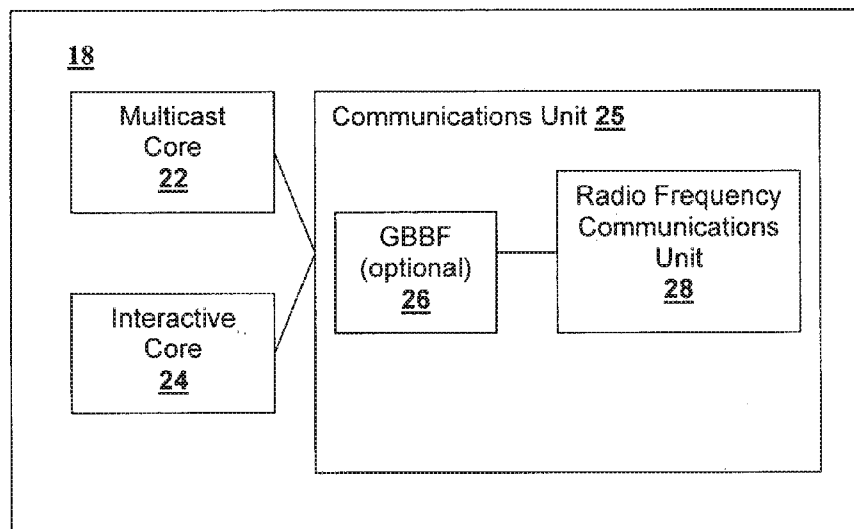 18
Multicast
Core
22
Interactive
Core
24
Communications Unit 25
GBBF
(optional)
26
Radio Frequency
Communications
Unit
28